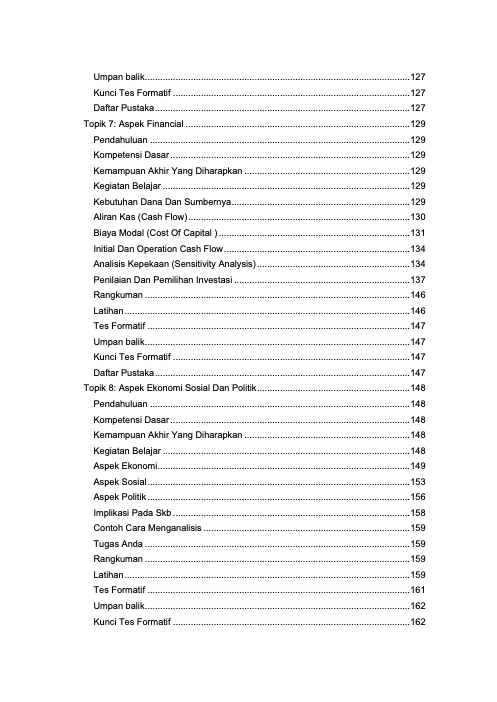 Umpan balik.....127
Kunci Tes Formatif.....127
Daftar Pustaka.....127
Topik 7: Aspek Financial.....129
Pendahuluan.....129
Kompetensi Dasar.....129
Kemampuan Akhir Yang Diharapkan.....129
Kegiatan Belajar.....129
Kebutuhan Dana Dan Sumbernya.....129
Aliran Kas (Cash Flow).....130
Biaya Modal (Cost Of Capital ).....131
Initial Dan Operation Cash Flow.....134
Analisis Kepekaan (Sensitivity Analysis).....134
Penilaian Dan Pemilihan Investasi.....137
Rangkuman.....146
Latihan.....146
Tes Formatif.....147
Umpan balik.....147
Kunci Tes Formatif.....147
Daftar Pustaka.....147
Topik 8: Aspek Ekonomi Sosial Dan Politik.....148
Pendahuluan.....148
Kompetensi Dasar.....148
Kemampuan Akhir Yang Diharapkan.....148
Kegiatan Belajar.....148
Aspek Ekonomi.....149
Aspek Sosial.....153
Aspek Politik.....156
Implikasi Pada Skb.....158
Contoh Cara Menganalisis.....159
Tugas Anda.....159
Rangkuman.....159
Latihan.....159
Tes Formatif.....161
Umpan balik.....162
Kunci Tes Formatif.....162